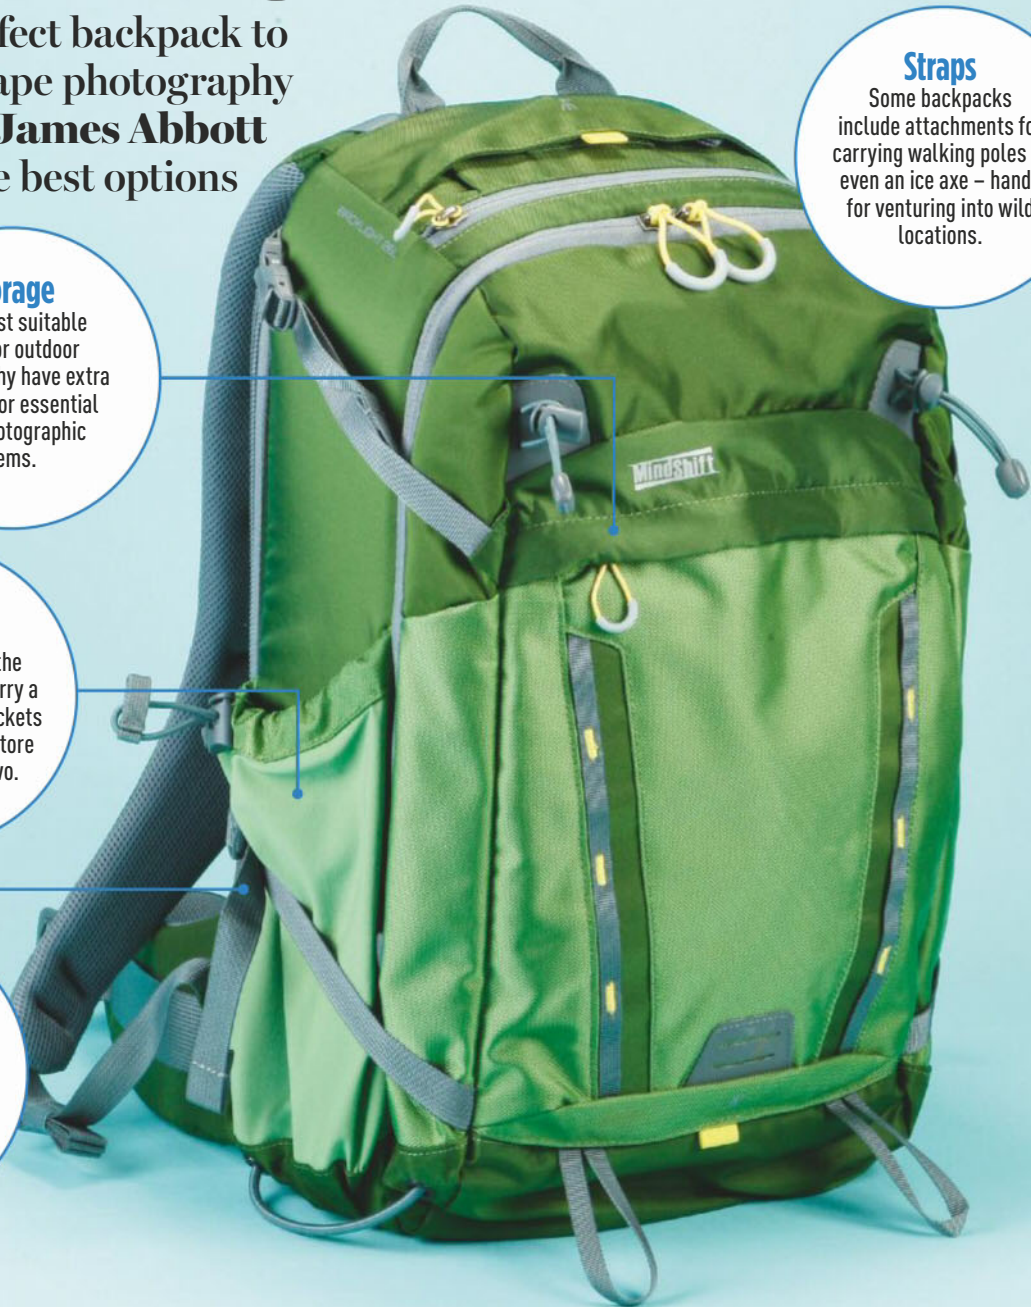 fect backpack to
ape photography
James Abbott
e best options
Straps
Some backpacks
include attachments fo
carrying walking poles
even an ice axe – hand
for venturing into wild
locations.
rage
st suitable
or outdoor
ny have extra
or essential
otographic
ems.
the
rry a
ckets
tore
vo.
MindShift